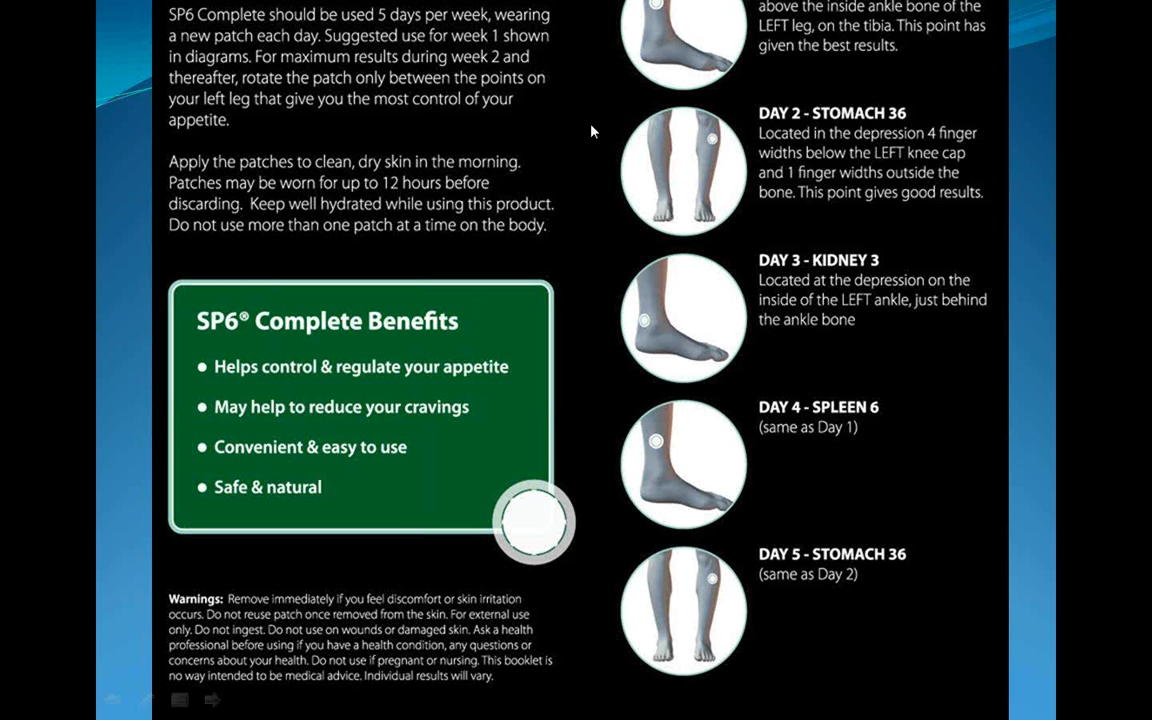 SP6 Complete should be used 5 days per week, wearing
a new patch each day. Suggested use for week 1 shown
in diagrams. For maximum results during week 2 and
thereafter, rotate the patch only between the points on
your left leg that give you the most control of your
appetite.
Apply the patches to clean, dry skin in the morning.
Patches may be worn for up to 12 hours before
discarding. Keep well hydrated while using this product.
Do not use more than one patch at a time on the body.
SP6® Complete Benefits
● Helps control & regulate your appetite
● May help to reduce your cravings
● Convenient & easy to use
● Safe & natural
Warnings: Remove immediately if you feel discomfort or skin irritation
occurs. Do not reuse patch once removed from the skin. For external use
only. Do not ingest. Do not use on wounds or damaged skin. Ask a health
professional before using if you have a health condition, any questions or
concerns about your health. Do not use if pregnant or nursing. This booklet is
no way intended to be medical advice. Individual results will vary.
above the inside ankle bone of the
LEFT leg, on the tibia. This point has
given the best results.
DAY 2 - STOMACH 36
Located in the depression 4 finger
widths below the LEFT knee cap
and 1 finger widths outside the
bone. This point gives good results.
DAY 3 - KIDNEY 3
Located at the depression on the
inside of the LEFT ankle, just behind
the ankle bone
DAY 4 - SPLEEN 6
(same as Day 1)
DAY 5 - STOMACH 36
(same as Day 2)